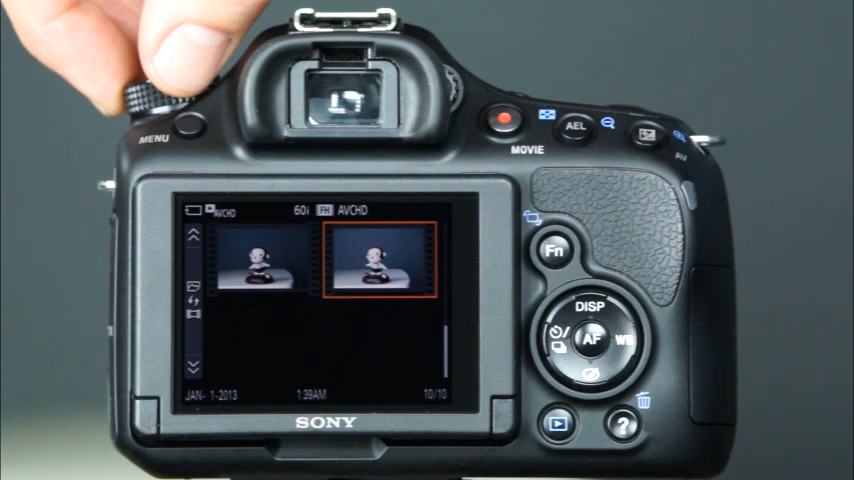 MENU
MOVIE
AEL
AV
AVCHD 60i FH AVCHD
JAN- 1-2013 1:39AM 10/10
SONY
Fn
DISP
AF
WB
?